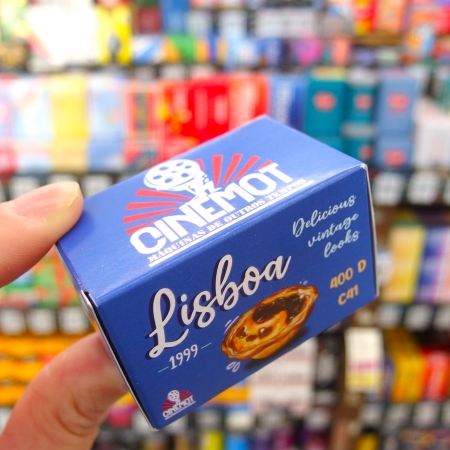 CINEMOT
MÁQUINAS DE OUTROS TEMPOS
Lisboa
1999
Delicious
vintage
looks
400 D
C41
CINEMOT